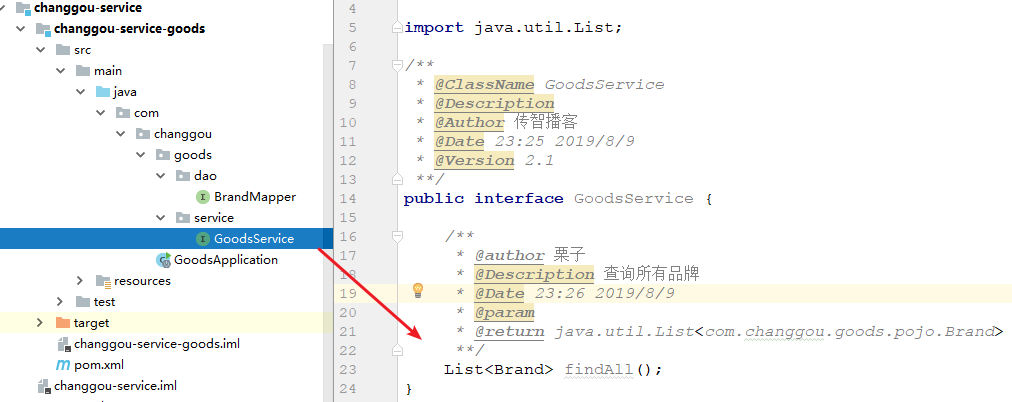 changgou-service
changgou-service-goods
src
main
java
com
changgou
goods
dao
BrandMapper
service
GoodsService
GoodsApplication
resources
test
target
changgou-service-goods.iml
pom.xml
changgou-service.iml
4
5 import java.util.List;
6
7 /**
8 * @ClassName GoodsService
9 * @Description
10 * @Author 传智播客
11 * @Date 23:25 2019/8/9
12 * @Version 2.1
13 **/
14 public interface GoodsService {
15
16 /**
17 * @author 栗子
18 * @Description 查询所有品牌
19 * @Date 23:26 2019/8/9
20 * @param
21 * @return java.util.List<com.changgou.goods.pojo.Brand>
22 **/
23 List<Brand> findAll();
24 }